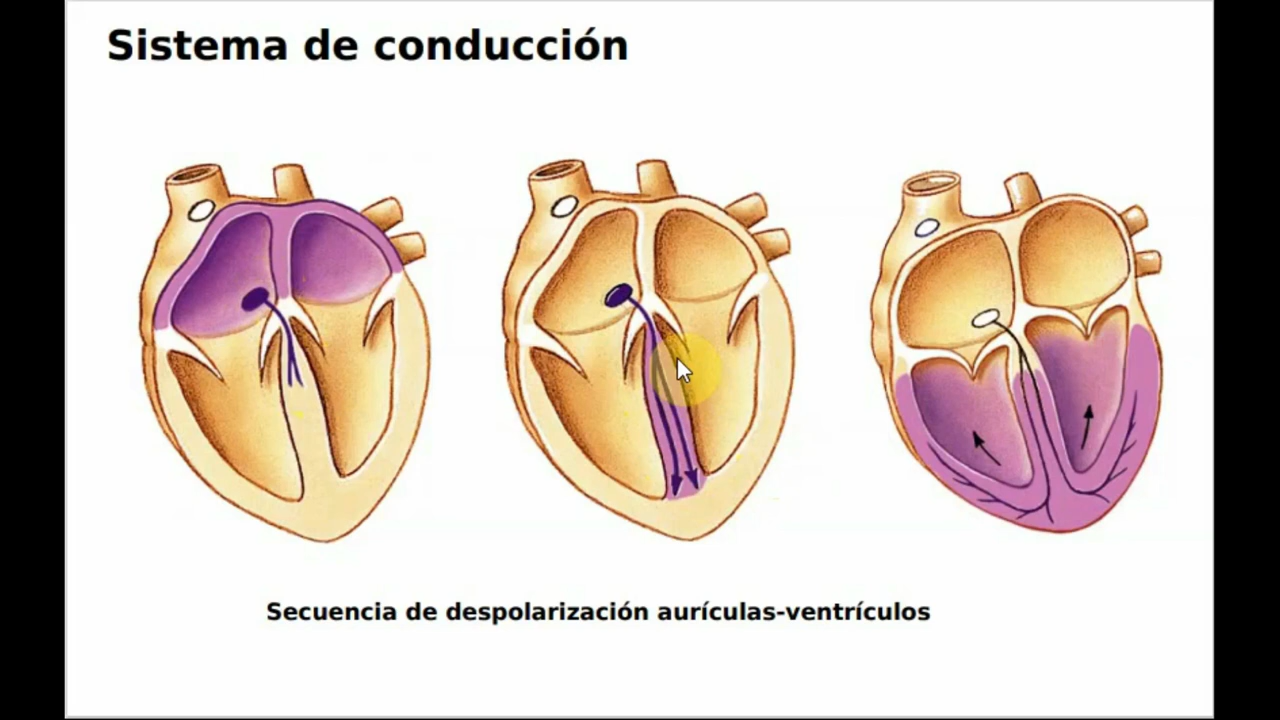 Sistema de conducción
Secuencia de despolarización aurículas-ventrículos